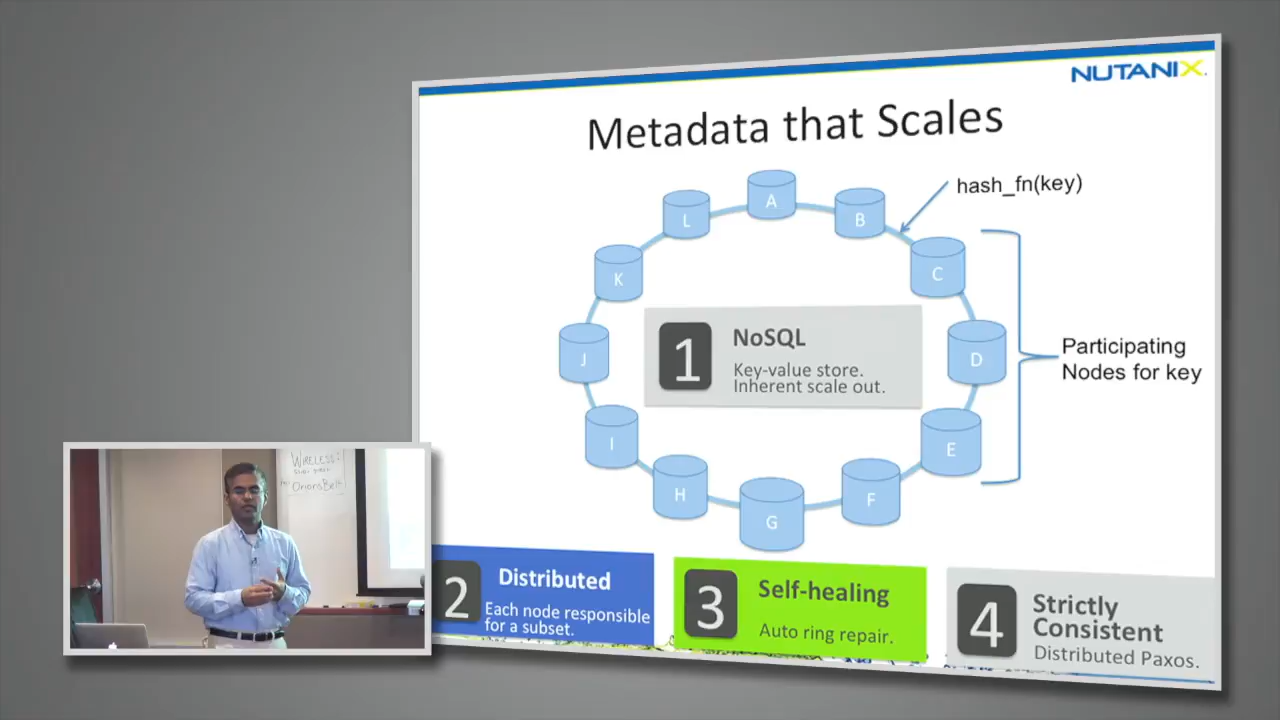 NUTANIX
Metadata that Scales
hash_fn(key)
A
B
C
D
E
F
G
H
I
J
K
L
Participating
Nodes for key
1
NoSQL
Key-value store.
Inherent scale out.
2
Distributed
Each node responsible
for a subset.
3
Self-healing
Auto ring repair.
4
Strictly
Consistent
Distributed Paxos.
WIRELESS: